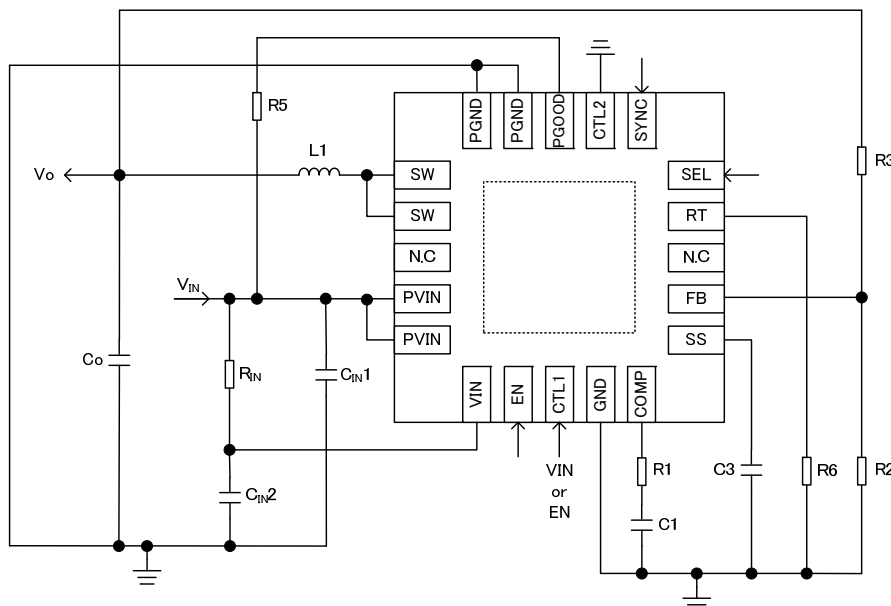 R5
PGND
PGND
PGOOD
CTL2
SYNC
L1
R3
Vo
SW
SEL
SW
RT
N.C
N.C
VIN
PVIN
FB
PVIN
SS
Co
RIN
CIN1
VIN
EN
CTL1
GND
COMP
CIN2
VIN
or
EN
R1
C1
C3
R6
R2